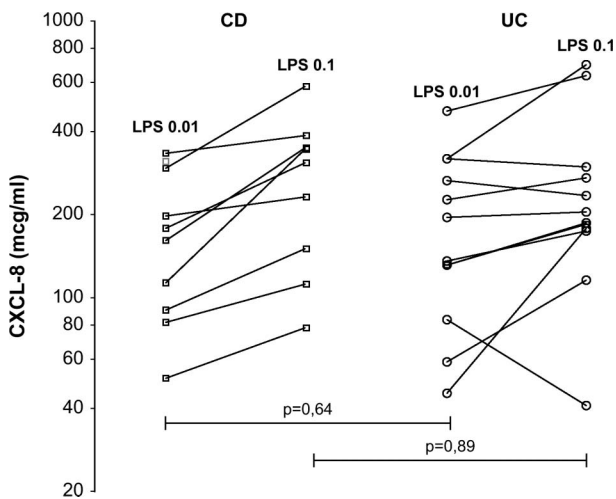 CD UC
LPS 0.01
LPS 0.1
LPS 0.01
LPS 0.1
CXCL-8 (mcg/ml)
1000
800
600
400
200
100
80
60
40
20
p=0,64
p=0,89